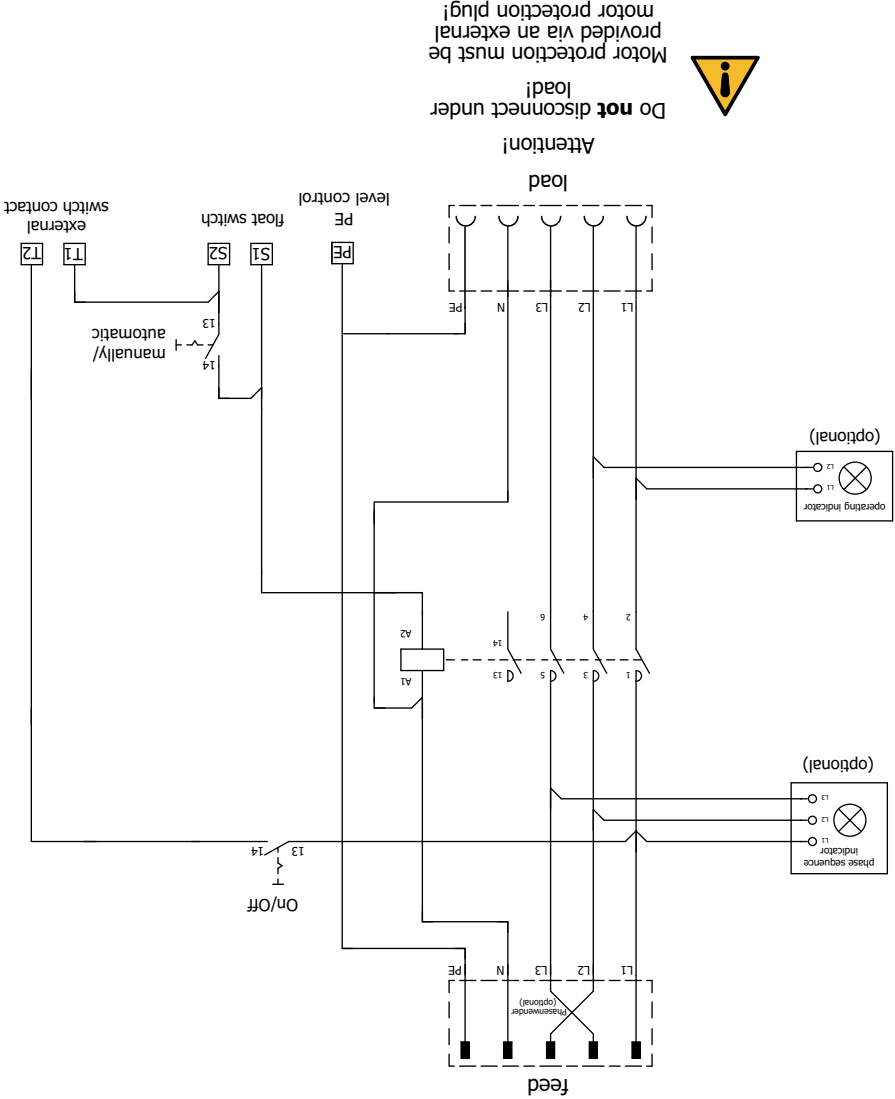 feed
Phasenwender
(optional)
L1
L2
L3
N
PE
On/Off
13
14
phase sequence
indicator
L1
L2
L3
(optional)
1
3
5
13
A1
A2
2
4
6
14
operating indicator
L1
L2
(optional)
14
13
manually/
automatic
L1
L2
L3
N
PE
PE
S1
S2
T1
T2
load
PE
level control
float switch
external
switch contact
Attention!
Do not disconnect under
load!
Motor protection must be
provided via an external
motor protection plug!